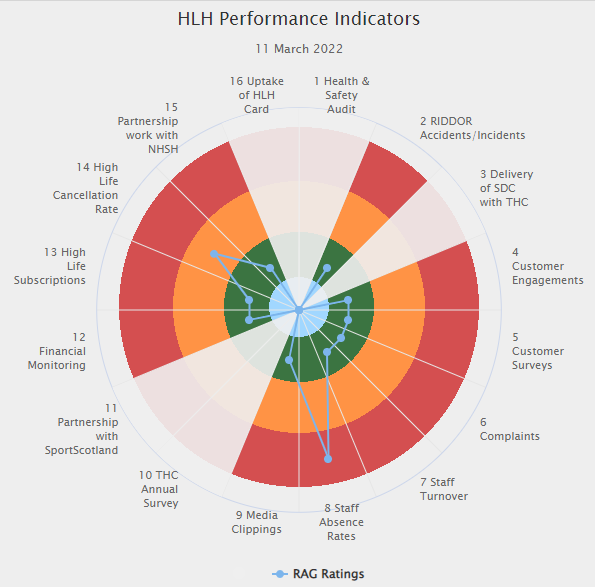 HLH Performance Indicators
11 March 2022
16 Uptake
of HLH
Card
1 Health &
Safety
Audit
2 RIDDOR
Accidents/Incidents
3 Delivery
of SDC
with THC
4
Customer
Engagements
5
Customer
Surveys
6
Complaints
7 Staff
Turnover
8 Staff
Absence
Rates
9 Media
Clippings
10 THC
Annual
Survey
11
Partnership
with
SportScotland
12
Financial
Monitoring
13 High
Life
Subscriptions
14 High
Life
Cancellation
Rate
15
Partnership
work with
NHSH
RAG Ratings